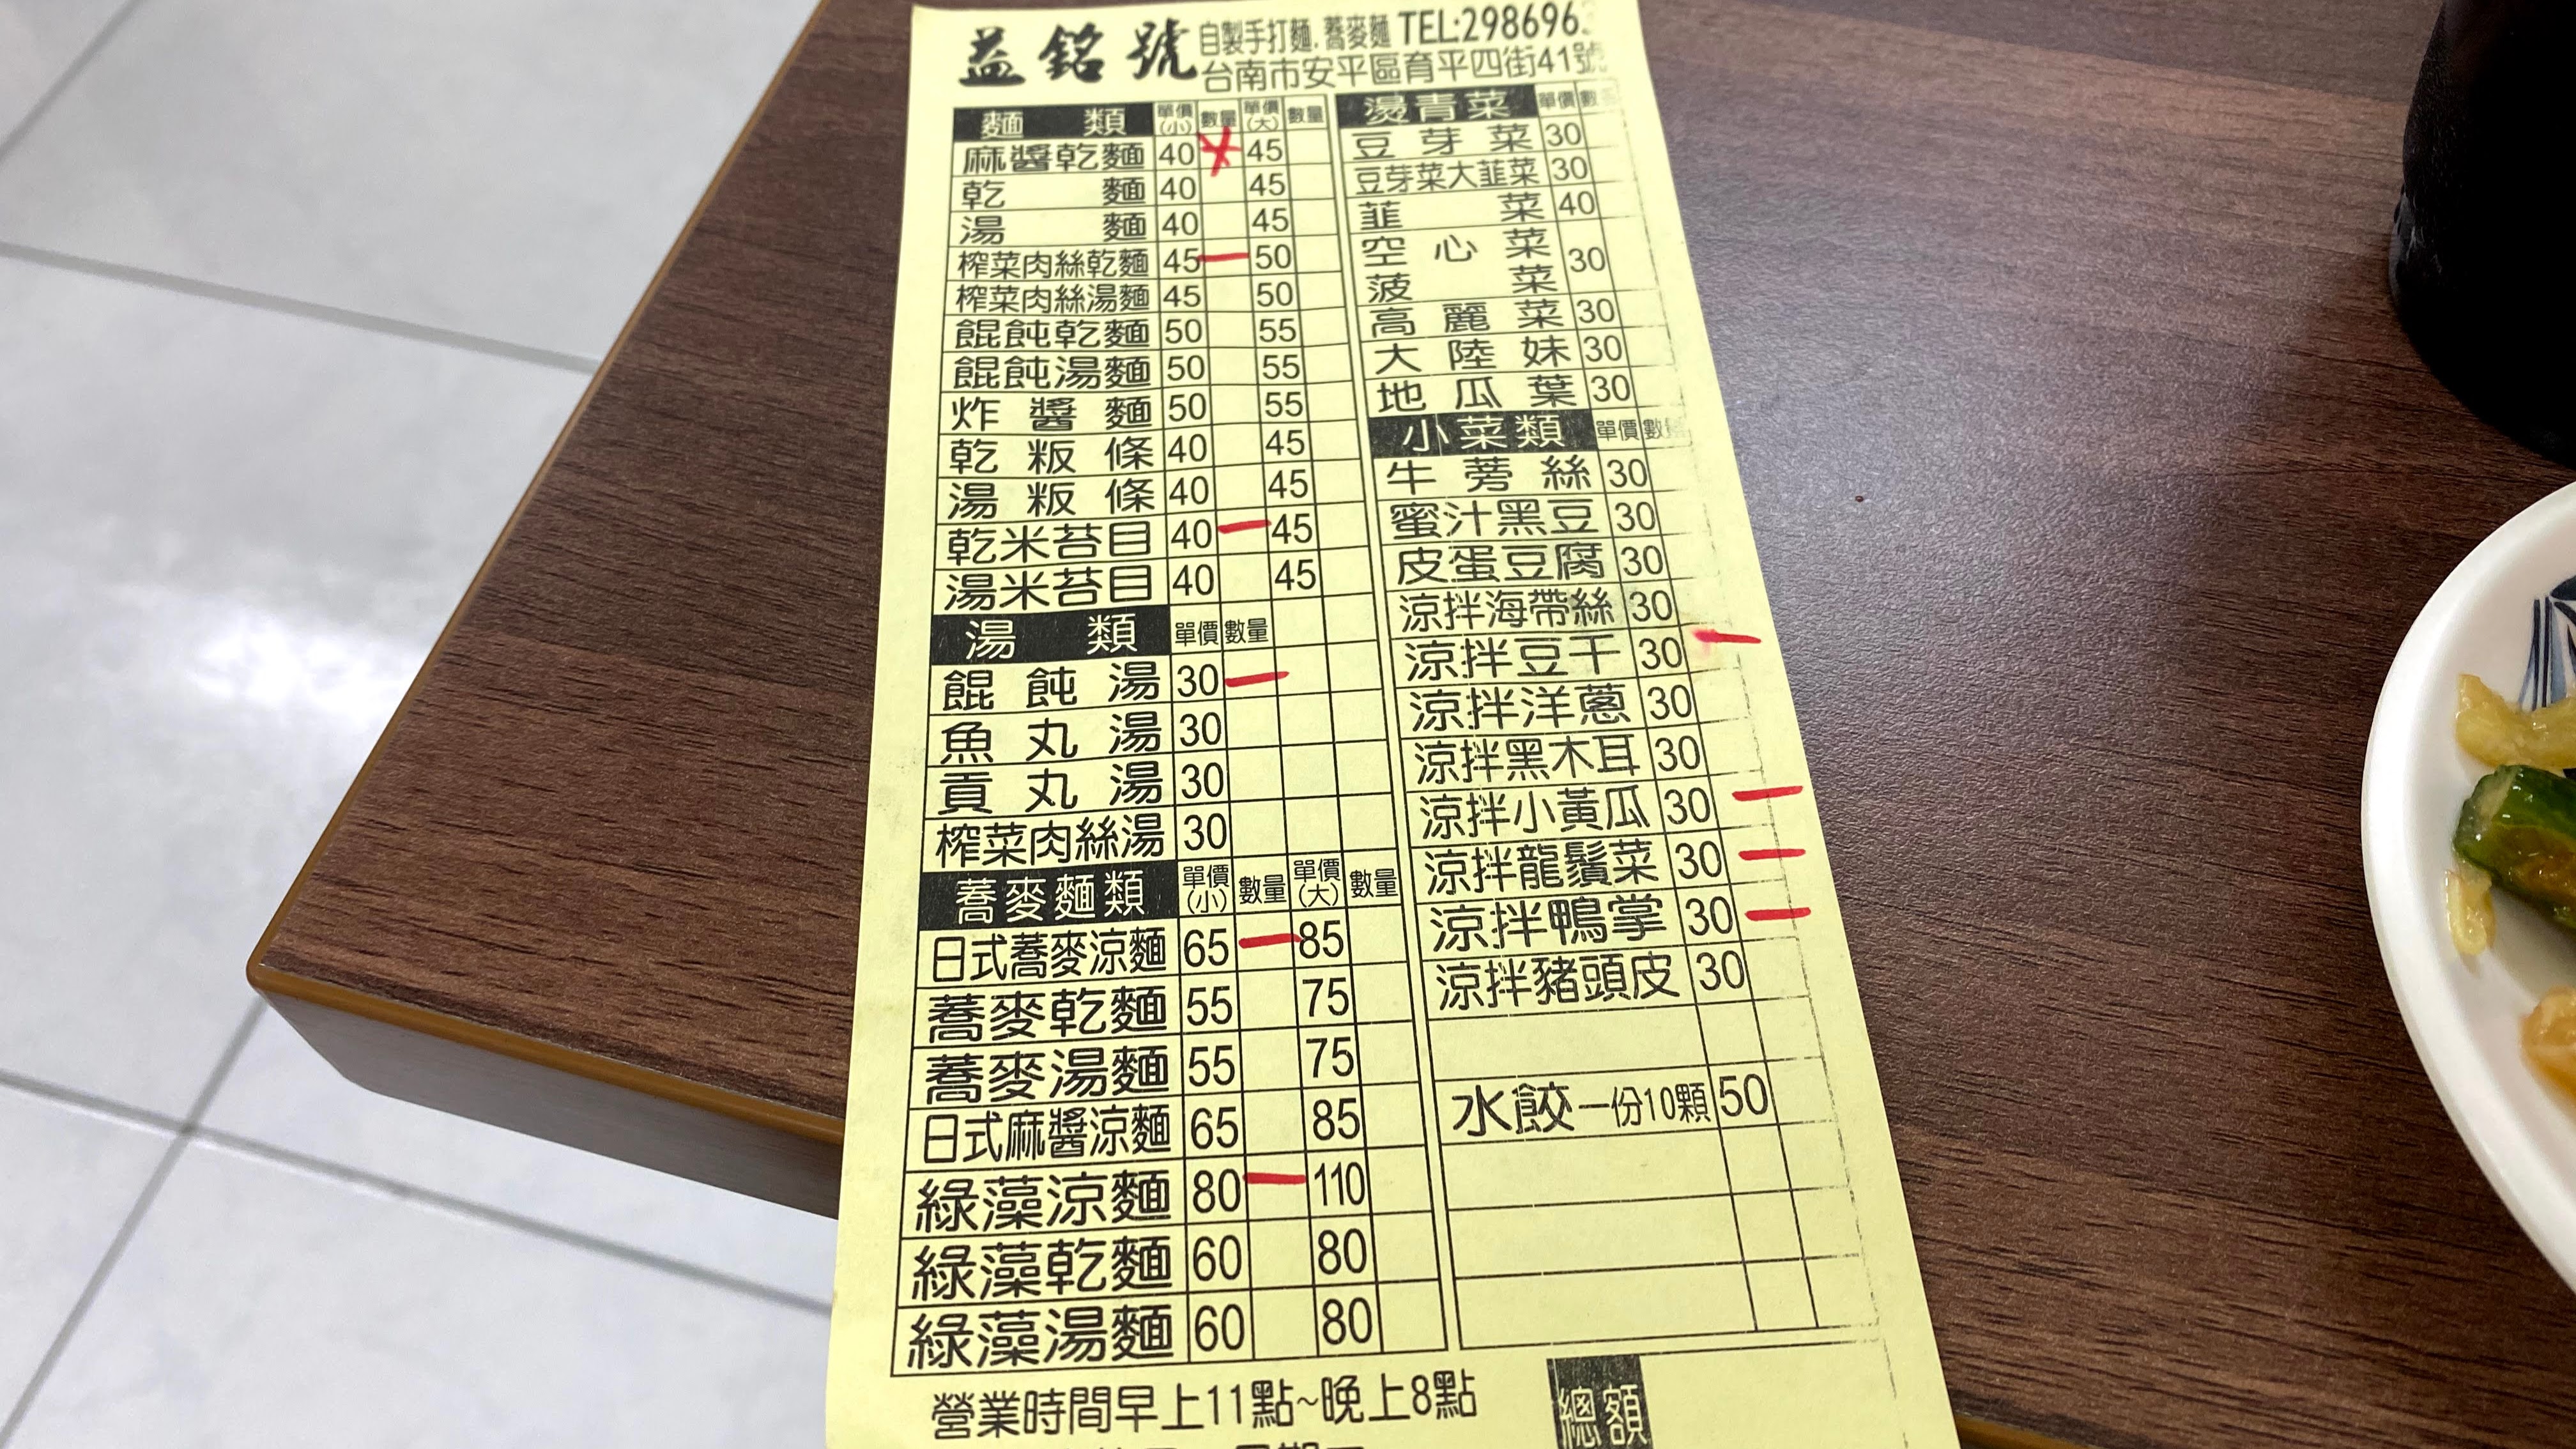 益銘號
自製手打麵.蕎麥麵 TEL:298696
台南市安平區育平四街41號
麵類 單價(小) 數量 單價(大) 數量
麻醬乾麵 40 45
乾麵 40 45
湯麵 40 45
榨菜肉絲乾麵 45 一 50
榨菜肉絲湯麵 45 50
餛飩乾麵 50 55
餛飩湯麵 50 55
炸醬麵 50 55
乾粄條 40 45
湯粄條 40 45
乾米苔目 40 一 45
湯米苔目 40 45
湯類 單價 數量
餛飩湯 30 一
魚丸湯 30
貢丸湯 30
榨菜肉絲湯 30
蕎麥麵類 單價(小) 數量 單價(大) 數量
日式蕎麥涼麵 65 一 85
蕎麥乾麵 55 75
蕎麥湯麵 55 75
日式麻醬涼麵 65 85
綠藻涼麵 80 一 110
綠藻乾麵 60 80
綠藻湯麵 60 80
燙青菜 單價 數
豆芽菜 30
豆芽菜大韮菜 30
韮菜 40
空心菜
菠菜 30
高麗菜 30
大陸妹 30
地瓜葉 30
小菜類 單價 數量
牛蒡絲 30
蜜汁黑豆 30
皮蛋豆腐 30
涼拌海帶絲 30
涼拌豆干 30 一
涼拌洋蔥 30
涼拌黑木耳 30
涼拌小黃瓜 30 一
涼拌龍鬚菜 30 一
涼拌鴨掌 30 一
涼拌豬頭皮 30
水餃一份10顆 50
營業時間早上11點~晚上8點
總額